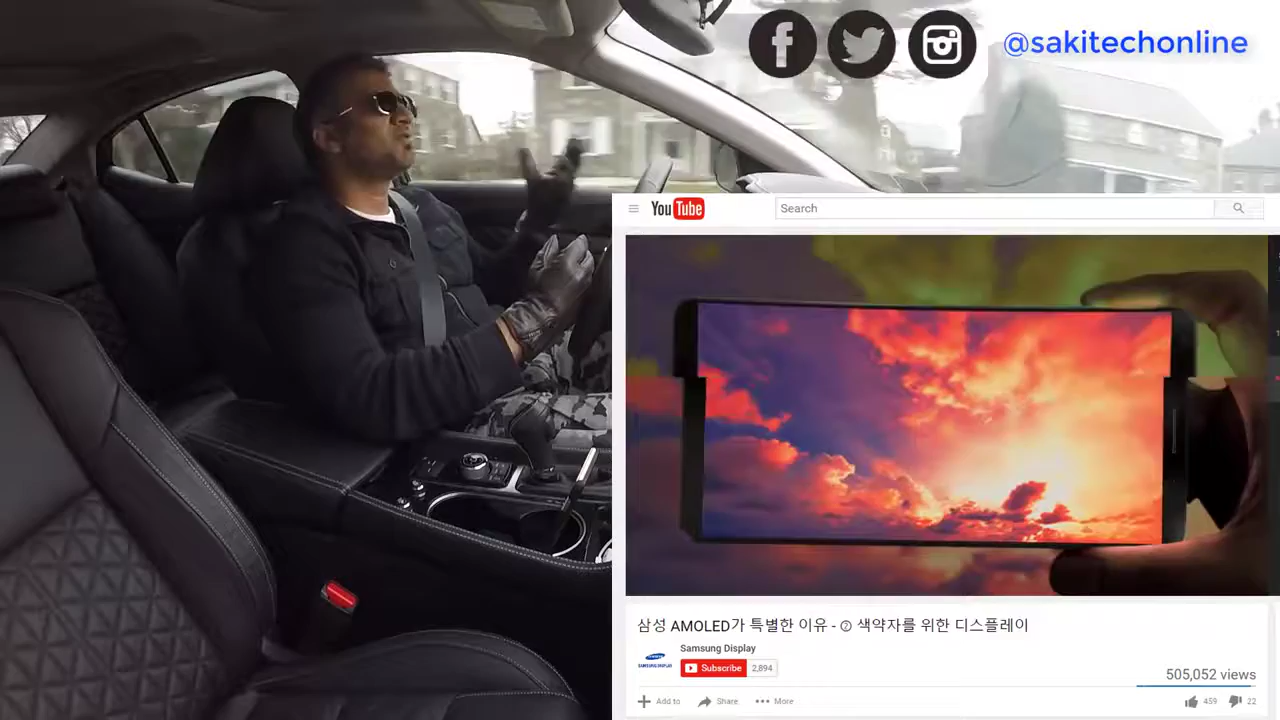 @sakitechonline
YouTube
Search
삼성 AMOLED가 특별한 이유 - ⑦ 색약자를 위한 디스플레이
Samsung Display
SAMSUNG DISPLAY
Subscribe 2,894
505,052 views
Add to Share More 459 22